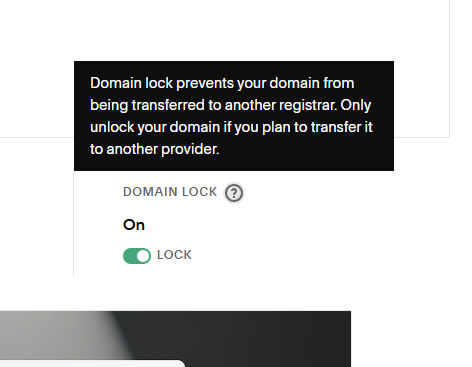 Domain lock prevents your domain from
being transferred to another registrar. Only
unlock your domain if you plan to transfer it
to another provider.
DOMAIN LOCK ?
On
LOCK